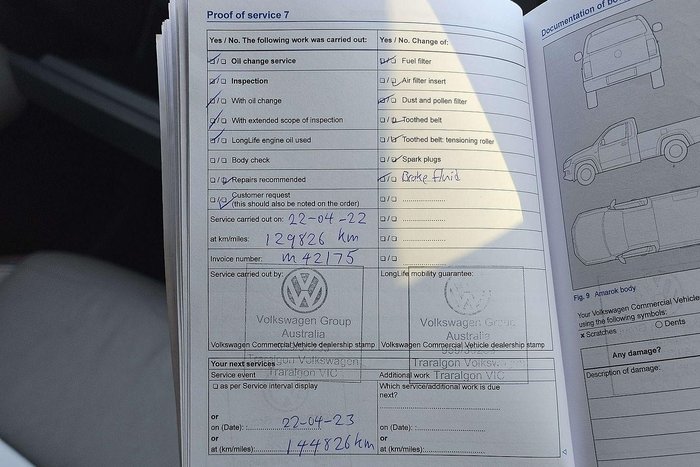 Proof of service 7
Yes / No. The following work was carried out:
Yes / No. Change of:
Oil change service
Fuel filter
Inspection
Air filter insert
With oil change
Dust and pollen filter
With extended scope of inspection
Toothed belt
LongLife engine oil used
Toothed belt: tensioning roller
Body check
Spark plugs
Repairs recommended
Brake fluid
Customer request
(this should also be noted on the order)
Service carried out on: 22-04-22
at km/miles: 129826 km
Invoice number: m42175
Service carried out by:
LongLife mobility guarantee:
Volkswagen Group
Australia
Volkswagen Group
Australia
Volkswagen Commercial Vehicle dealership stamp
Volkswagen Commercial Vehicle dealership stamp
Traralgon Volkswagen
Traralgon VIC
Traralgon Volksw
Traralgon VIC
Your next services
Service event
Additional work
as per Service interval display
Which service/additional work is due
next?
or
on (Date): 22-04-23
on (Date):
or
or
at (km/miles): 144826km
at (km/miles):
Documentation of bo
Fig. 9 Amarok body
Your Volkswagen Commercial Vehicle
using the following symbols:
x Scratches
O Dents
Any damage?
Description of damage: